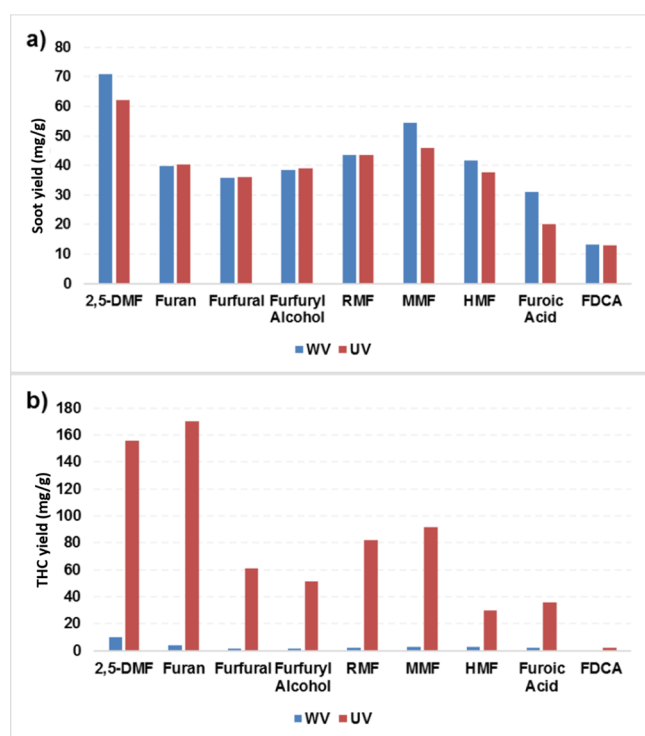 a)
Soot yield (mg/g)
80
70
60
50
40
30
20
10
0
2,5-DMF Furan Furfural Furfuryl Alcohol RMF MMF HMF Furoic Acid FDCA
WV UV
b)
THC yield (mg/g)
180
160
140
120
100
80
60
40
20
0
2,5-DMF Furan Furfural Furfuryl Alcohol RMF MMF HMF Furoic Acid FDCA
WV UV